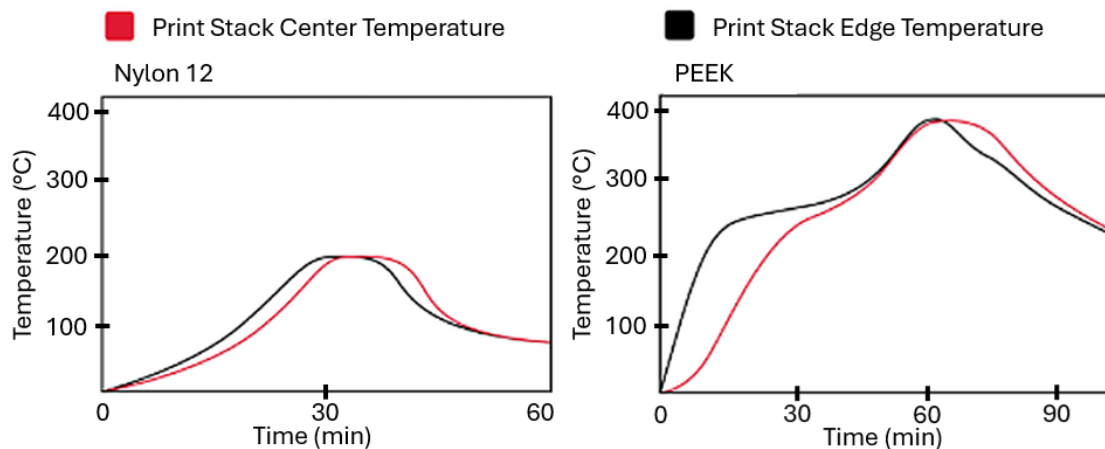 Print Stack Center Temperature
Print Stack Edge Temperature
Nylon 12
400
300
200
100
0
30
60
Temperature (°C)
Time (min)
PEEK
400
300
200
100
0
30
60
90
Temperature (°C)
Time (min)